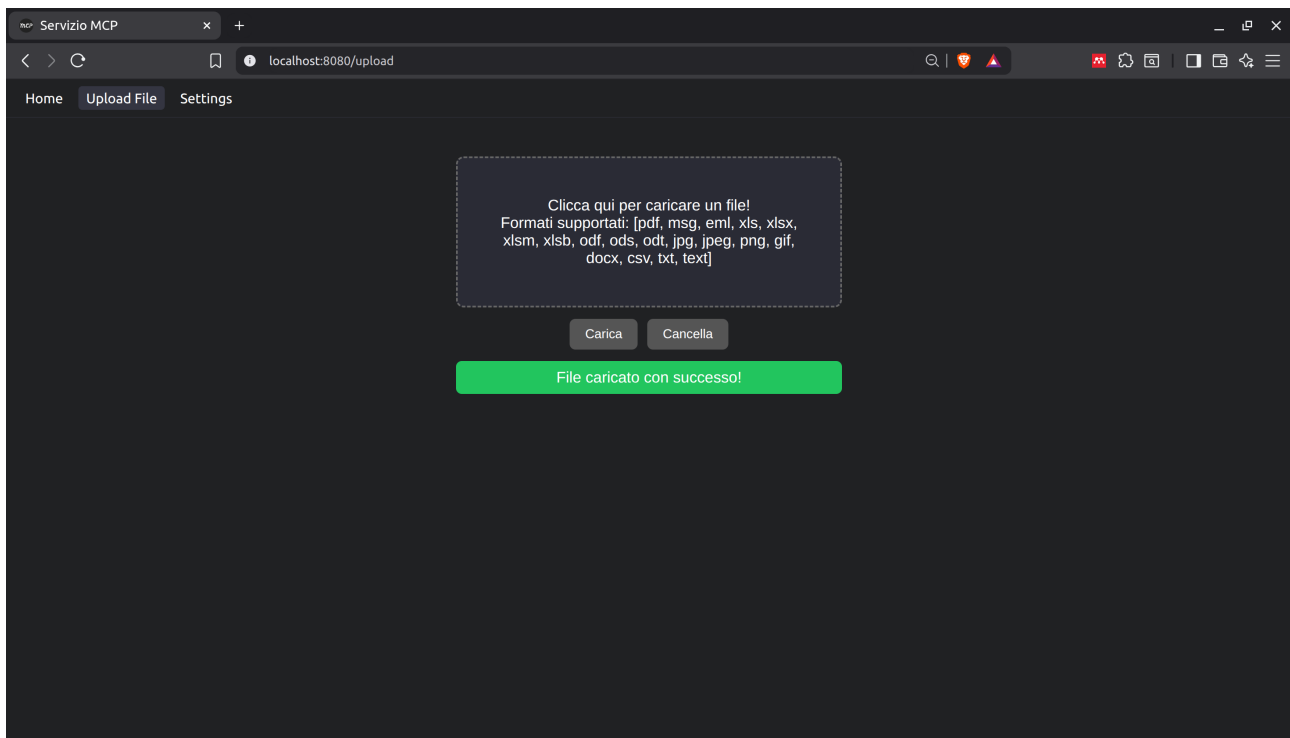 mcp Servizio MCP
localhost:8080/upload
Home Upload File Settings
Clicca qui per caricare un file!
Formati supportati: [pdf, msg, eml, xls, xlsx,
xlsm, xlsb, odf, ods, odt, jpg, jpeg, png, gif,
docx, csv, txt, text]
Carica Cancella
File caricato con successo!